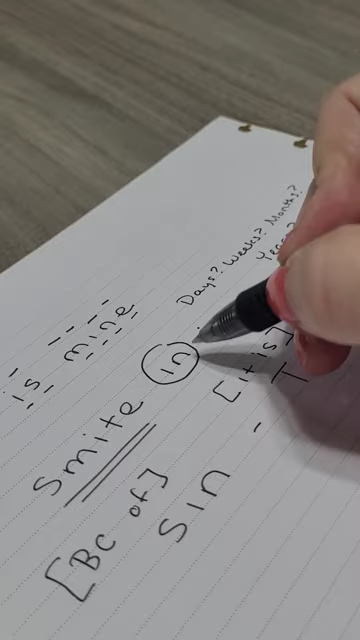 is mine
Days? Weeks? Months?
Years?
Smite in
[BC of] [it is]
Sin -